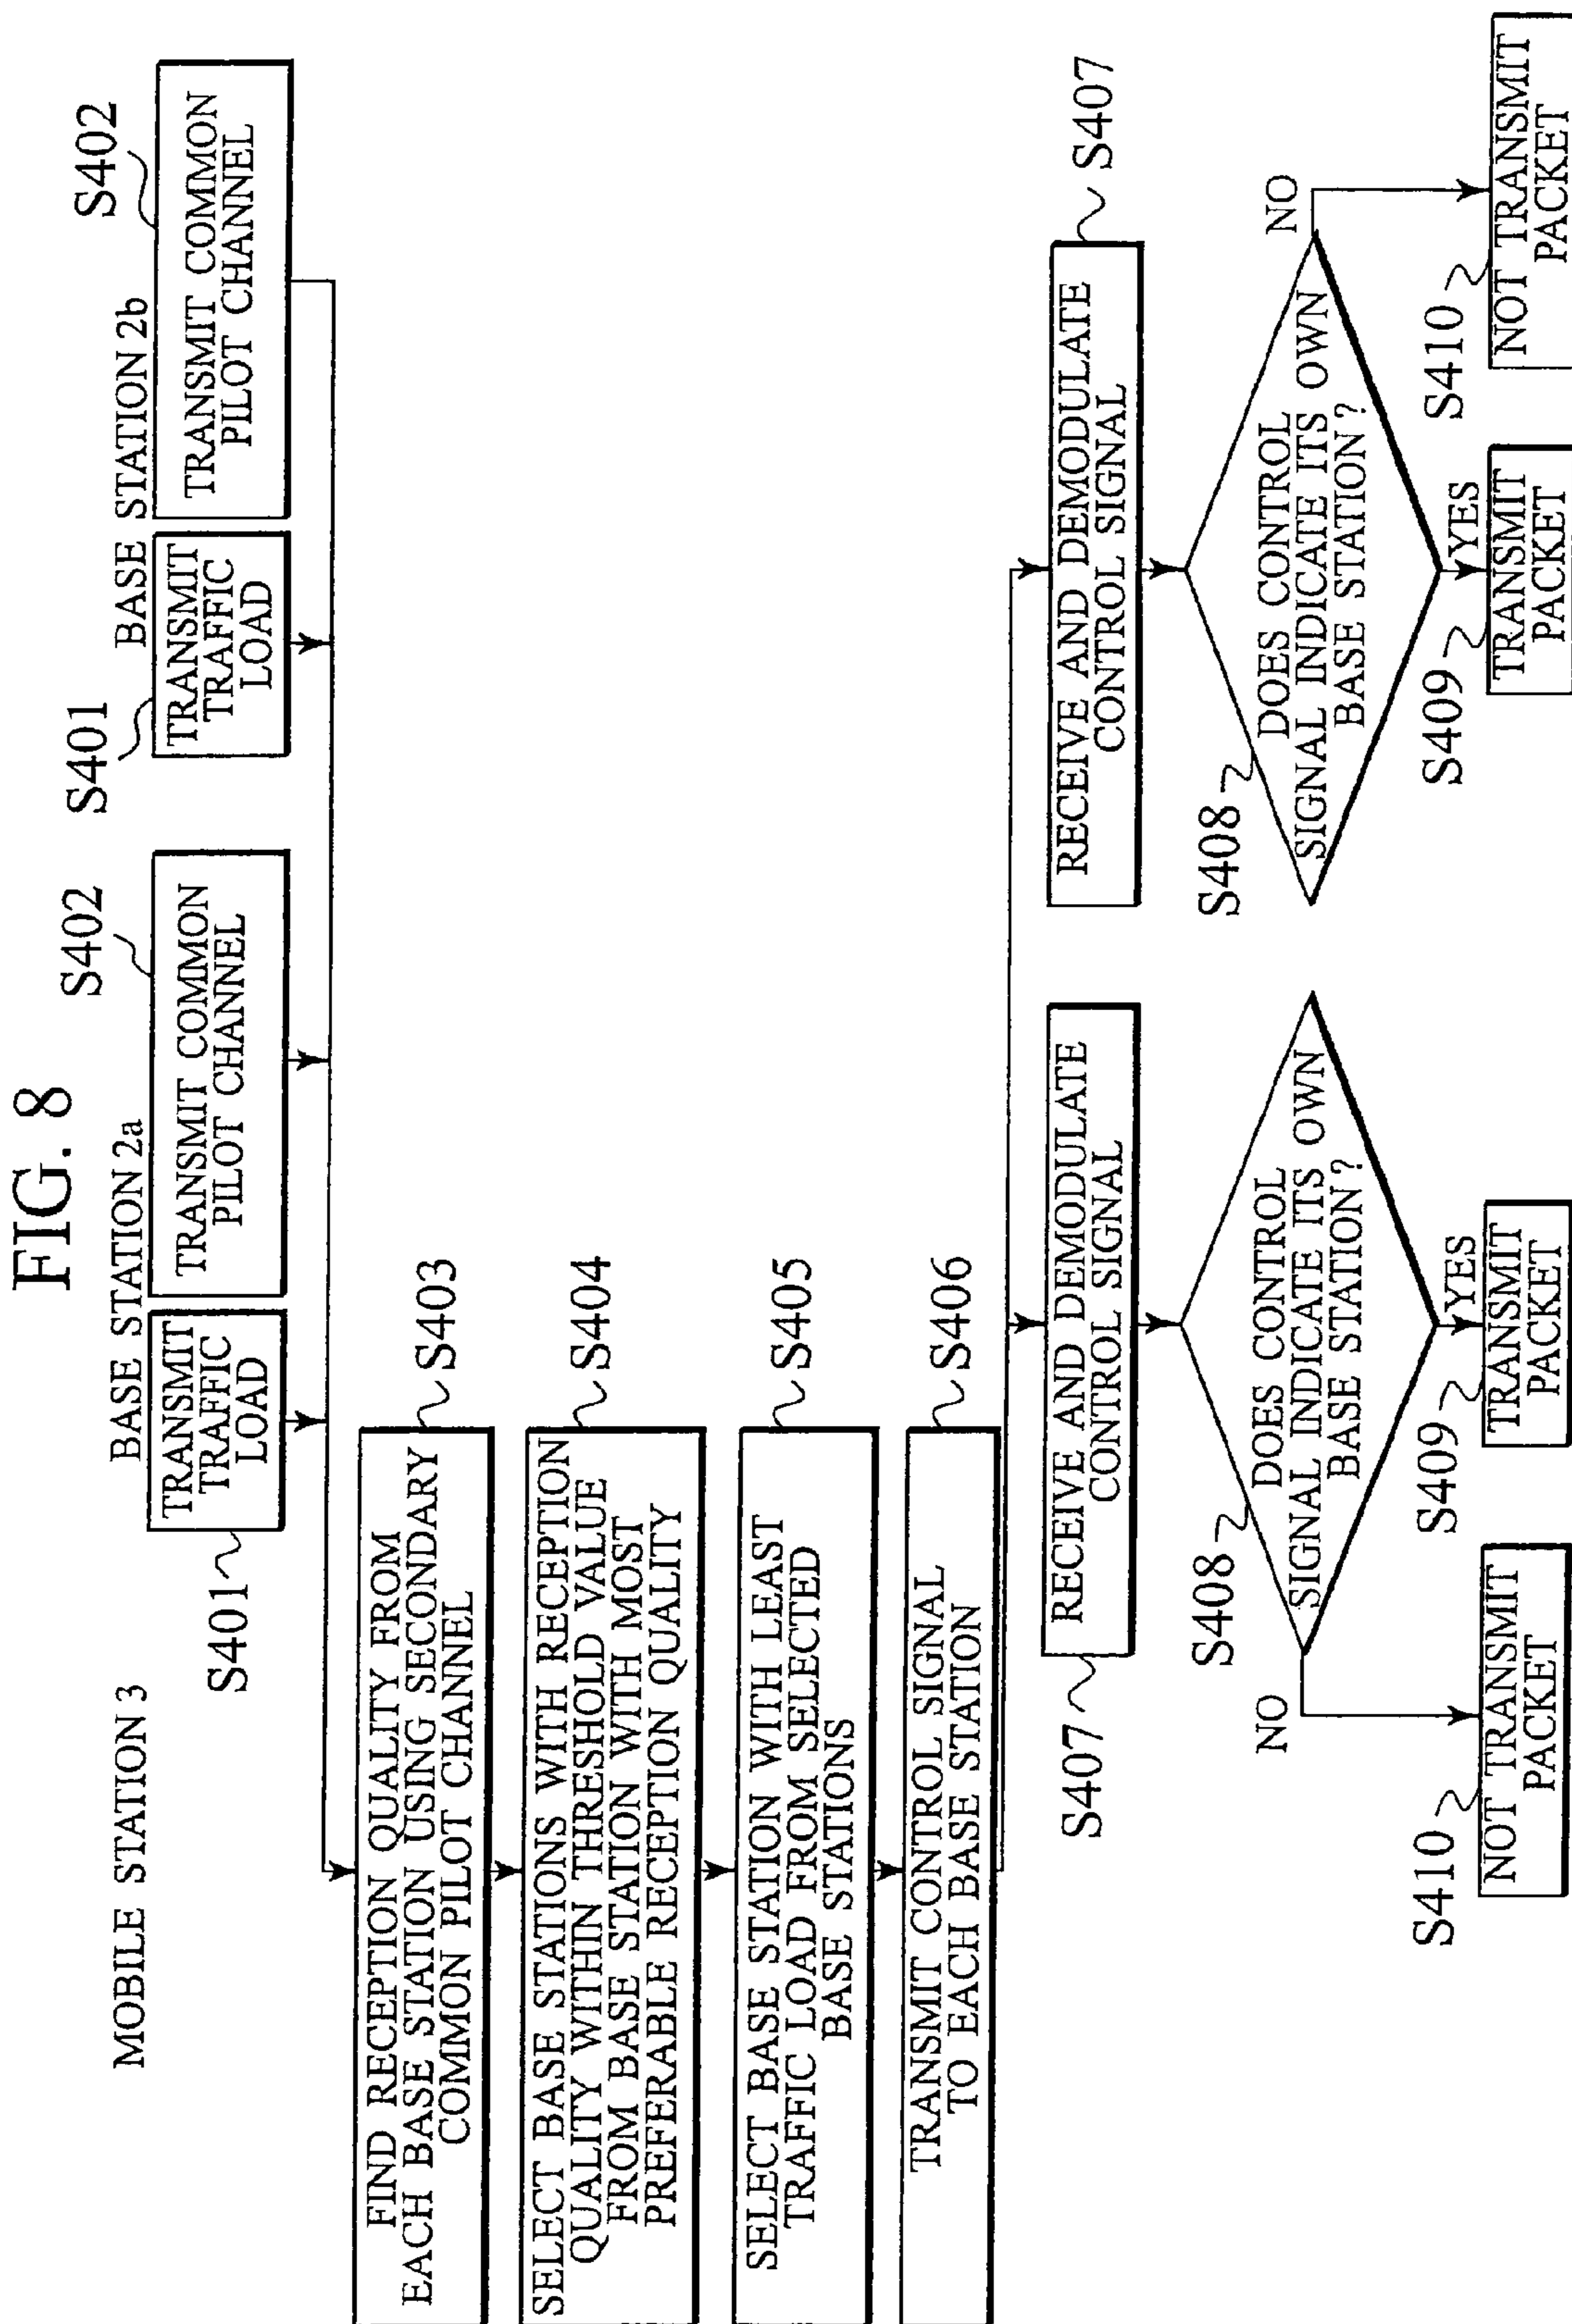 FIG. 8
MOBILE STATION 3
BASE STATION 2a
BASE STATION 2b
S401
TRANSMIT
TRAFFIC
LOAD
S402
TRANSMIT COMMON
PILOT CHANNEL
S401
TRANSMIT
TRAFFIC
LOAD
S402
TRANSMIT COMMON
PILOT CHANNEL
FIND RECEPTION QUALITY FROM
EACH BASE STATION USING SECONDARY
COMMON PILOT CHANNEL
S403
SELECT BASE STATIONS WITH RECEPTION
QUALITY WITHIN THRESHOLD VALUE
FROM BASE STATION WITH MOST
PREFERABLE RECEPTION QUALITY
S404
SELECT BASE STATION WITH LEAST
TRAFFIC LOAD FROM SELECTED
BASE STATIONS
S405
TRANSMIT CONTROL SIGNAL
TO EACH BASE STATION
S406
S407
RECEIVE AND DEMODULATE
CONTROL SIGNAL
RECEIVE AND DEMODULATE
CONTROL SIGNAL
S407
S408
DOES CONTROL
SIGNAL INDICATE ITS OWN
BASE STATION?
NO
YES
S408
DOES CONTROL
SIGNAL INDICATE ITS OWN
BASE STATION?
NO
YES
S410
NOT TRANSMIT
PACKET
S409
TRANSMIT
PACKET
S409
TRANSMIT
PACKET
S410
NOT TRANSMIT
PACKET